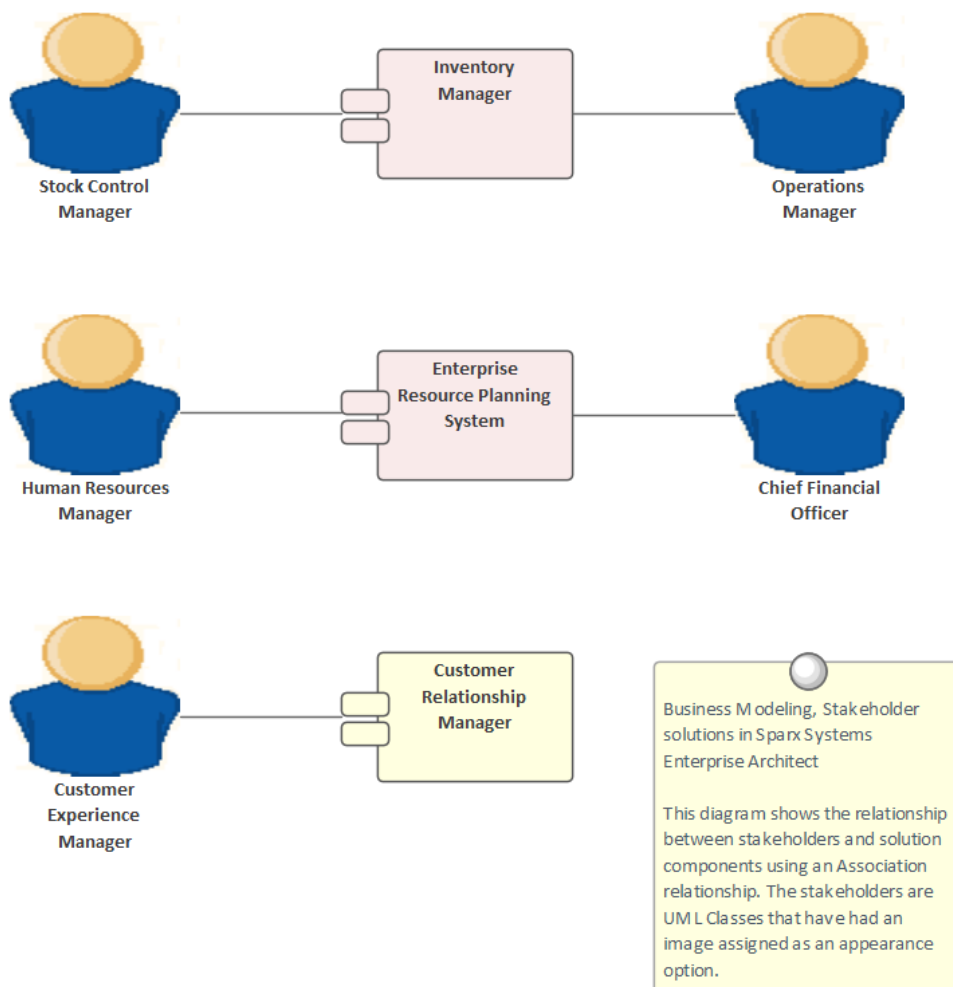 Inventory
Manager
Stock Control
Manager
Operations
Manager
Enterprise
Resource Planning
System
Human Resources
Manager
Chief Financial
Officer
Customer
Relationship
Manager
Customer
Experience
Manager
Business Modeling, Stakeholder
solutions in Sparx Systems
Enterprise Architect
This diagram shows the relationship
between stakeholders and solution
components using an Association
relationship. The stakeholders are
UML Classes that have had an
image assigned as an appearance
option.